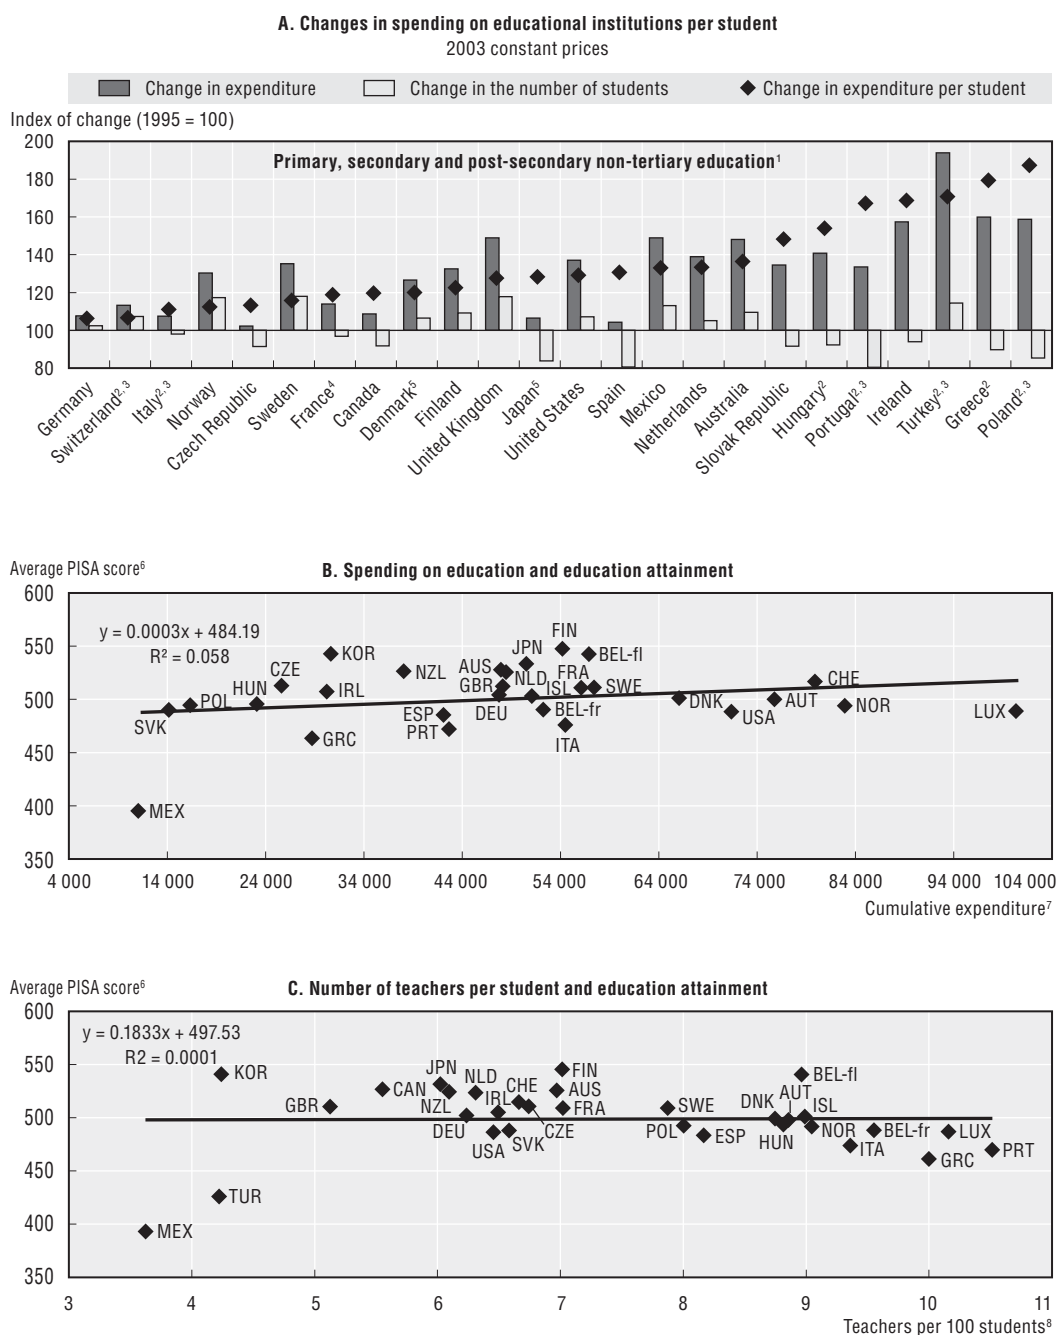 A. Changes in spending on educational institutions per student
2003 constant prices
Change in expenditure
Change in the number of students
Change in expenditure per student
Index of change (1995 = 100)
200
180
160
140
120
100
80
Primary, secondary and post-secondary non-tertiary education¹
Germany
Switzerland²,³
Italy²,³
Norway
Czech Republic
Sweden
France⁴
Canada
Denmark⁵
Finland
United Kingdom
Japan⁵
United States
Spain
Mexico
Netherlands
Australia
Slovak Republic
Hungary²
Portugal²,³
Ireland
Turkey²,³
Greece²
Poland²,³
Average PISA score⁶
B. Spending on education and education attainment
600
550
500
450
400
350
y = 0.0003x + 484.19
R² = 0.058
SVK
POL
HUN
CZE
KOR
IRL
GRC
MEX
NZL
ESP
PRT
AUS
GBR
DEU
NLD
JPN
ISL
BEL-fr
FIN
FRA
BEL-fl
SWE
ITA
DNK
USA
AUT
CHE
NOR
LUX
4 000 14 000 24 000 34 000 44 000 54 000 64 000 74 000 84 000 94 000 104 000
Cumulative expenditure⁷
Average PISA score⁶
C. Number of teachers per student and education attainment
600
550
500
450
400
350
y = 0.1833x + 497.53
R2 = 0.0001
KOR
TUR
MEX
GBR
CAN
JPN
NZL
NLD
DEU
IRL
USA
SVK
CHE
CZE
FIN
AUS
FRA
SWE
POL
ESP
DNK
AUT
HUN
BEL-fl
ISL
NOR
ITA
BEL-fr
GRC
LUX
PRT
3 4 5 6 7 8 9 10 11
Teachers per 100 students⁸